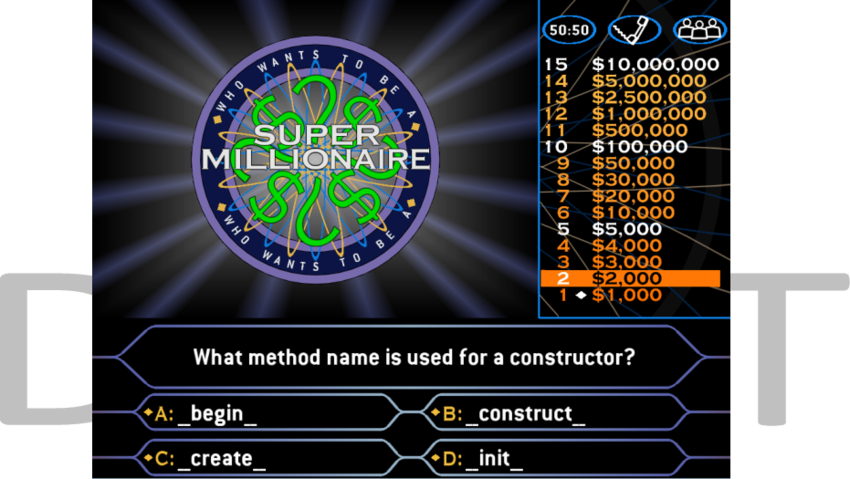 50:50
WHO WANTS TO BE A
SUPER
MILLIONAIRE
WHO WANTS TO BE A
15 $10,000,000
14 $5,000,000
13 $2,500,000
12 $1,000,000
11 $500,000
10 $100,000
9 $50,000
8 $30,000
7 $20,000
6 $10,000
5 $5,000
4 $4,000
3 $3,000
2 $2,000
1 $1,000
What method name is used for a constructor?
A: _begin_
B: _construct_
C: _create_
D: _init_